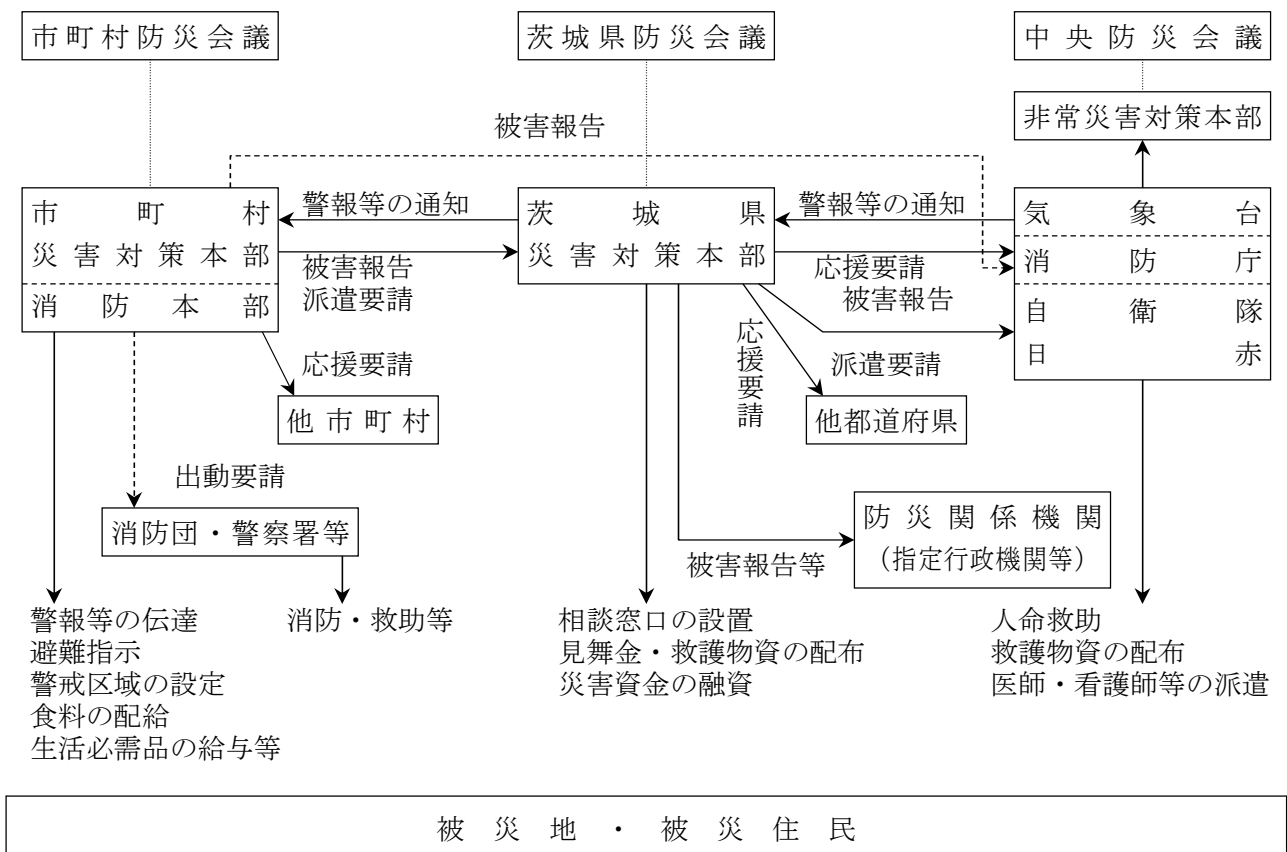 市町村防災会議
茨城県防災会議
中央防災会議
非常災害対策本部
被害報告
市町村
災害対策本部
消防本部
警報等の通知
被害報告
派遣要請
茨城県
災害対策本部
警報等の通知
応援要請
被害報告
気象台
消防庁
自衛隊
日赤
応援要請
他市町村
応援要請
派遣要請
他都道府県
出動要請
消防団・警察署等
防災関係機関
(指定行政機関等)
被害報告等
警報等の伝達
避難指示
警戒区域の設定
食料の配給
生活必需品の給与等
消防・救助等
相談窓口の設置
見舞金・救護物資の配布
災害資金の融資
人命救助
救護物資の配布
医師・看護師等の派遣
被災地・被災住民